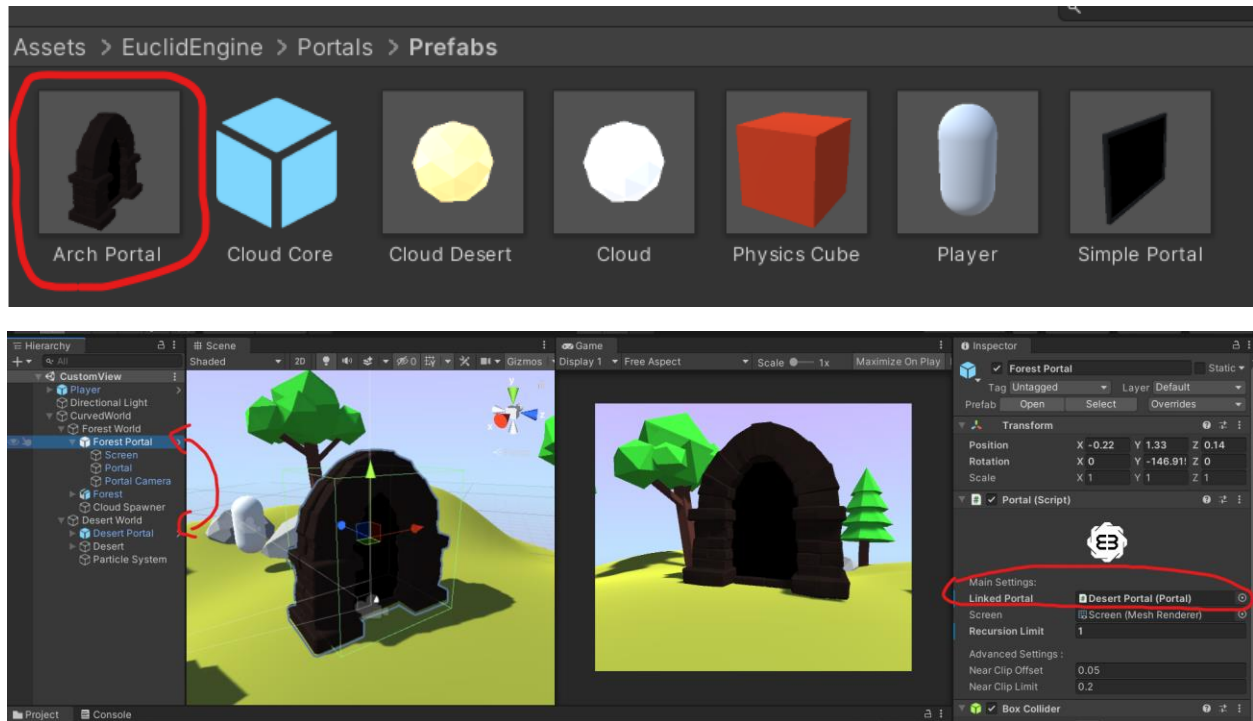 Assets > EuclidEngine > Portals > Prefabs
Arch Portal
Cloud Core
Cloud Desert
Cloud
Physics Cube
Player
Simple Portal
Hierarchy
All
CustomView
Player
Directional Light
CurvedWorld
Forest World
Forest Portal
Screen
Portal
Portal Camera
Forest
Cloud Spawner
Desert World
Desert Portal
Desert
Particle System
Scene
Shaded 2D 0 Gizmos
y
x
z
Game
Display 1 Free Aspect Scale 1x Maximize On Play
Inspector
Forest Portal Static
Tag Untagged Layer Default
Prefab Open Select Overrides
Transform
Position X -0.22 Y 1.33 Z 0.14
Rotation X 0 Y -146.91! Z 0
Scale X 1 Y 1 Z 1
Portal (Script)
Main Settings:
Linked Portal Desert Portal (Portal)
Screen Screen (Mesh Renderer)
Recursion Limit 1
Advanced Settings :
Near Clip Offset 0.05
Near Clip Limit 0.2
Box Collider
Project Console